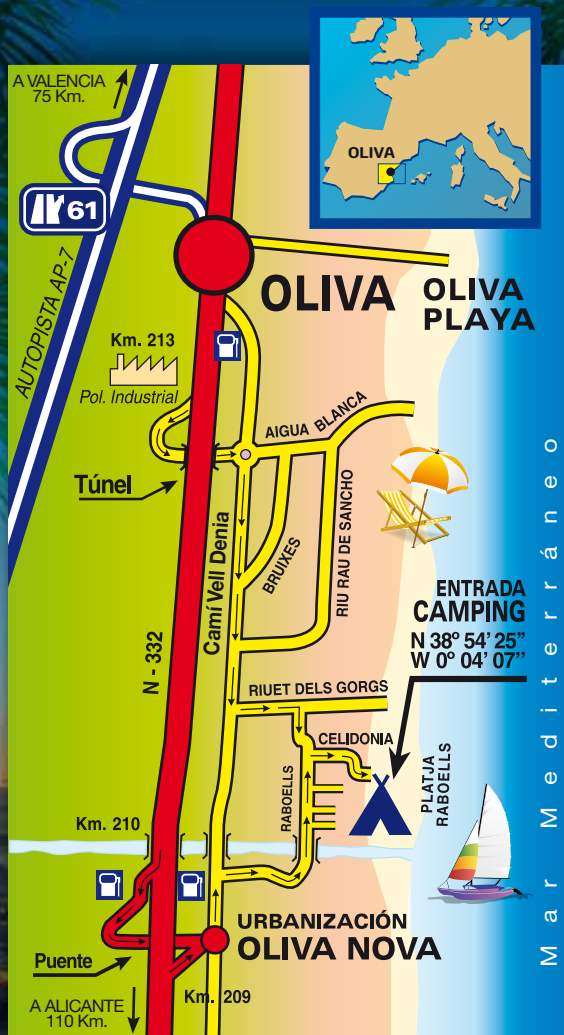 A VALENCIA
75 Km.
OLIVA
61
AUTOPISTA AP-7
OLIVA
OLIVA
PLAYA
Km. 213
Pol. Industrial
AIGUA BLANCA
Túnel
Camí Vell Denia
BRUIXES
RIU RAU DE SANCHO
ENTRADA
CAMPING
N 38º 54’ 25”
W 0º 04’ 07”
N - 332
RIUET DELS GORGS
CELIDONIA
RABOELLS
PLATJA
RABOELLS
Mar Mediterráneo
Km. 210
URBANIZACIÓN
OLIVA NOVA
Puente
Km. 209
A ALICANTE
110 Km.